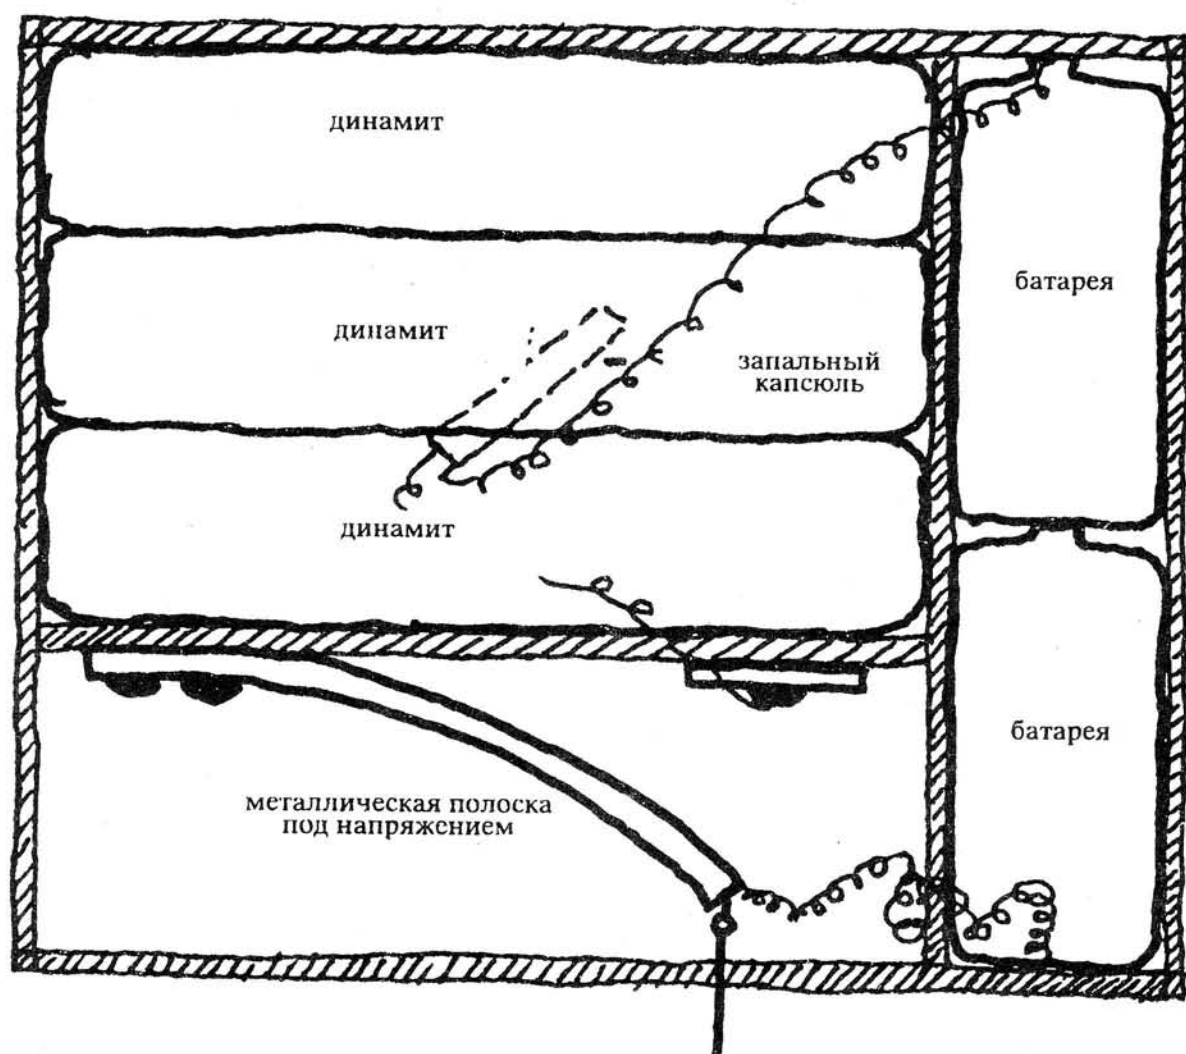 динамит
динамит
запальный
капсюль
динамит
батарея
батарея
металлическая полоска
под напряжением